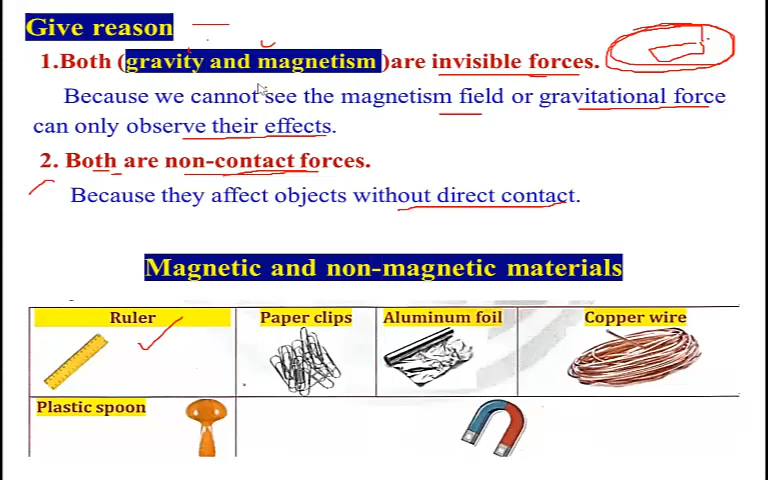 Give reason
1.Both (gravity and magnetism )are invisible forces.
Because we cannot see the magnetism field or gravitational force
can only observe their effects.
2. Both are non-contact forces.
Because they affect objects without direct contact.
Magnetic and non-magnetic materials
Ruler
Paper clips
Aluminum foil
Copper wire
Plastic spoon